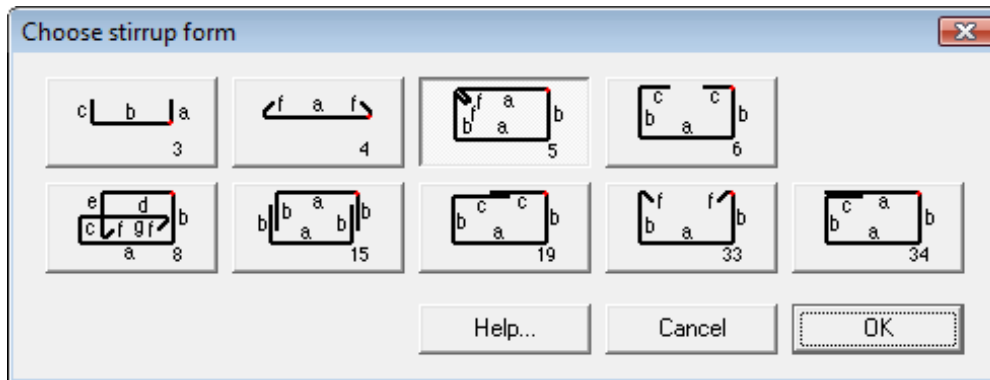 Choose stirrup form
c b a
3
f a f
4
f a
f b
b a
5
c c
b b
a
6
e d
b
c f g f
a 8
a
b b b b
a
15
c c
b b
a
19
f f
b b
a
33
c a
b b
a
34
Help...
Cancel
OK